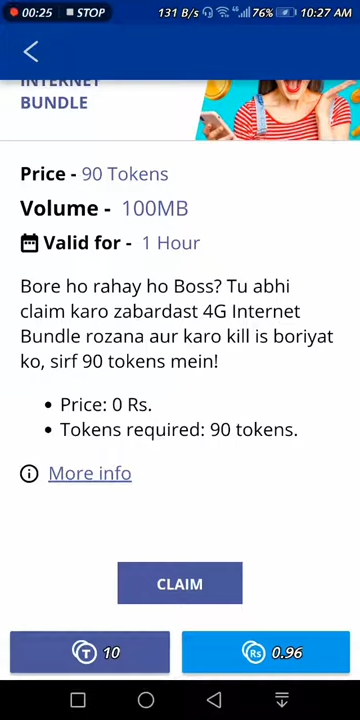 00:25 STOP 131 B/s 4G 76% 10:27 AM
INTERNET
BUNDLE
Price - 90 Tokens
Volume - 100MB
Valid for - 1 Hour
Bore ho rahay ho Boss? Tu abhi
claim karo zabardast 4G Internet
Bundle rozana aur karo kill is boriyat
ko, sirf 90 tokens mein!
• Price: 0 Rs.
• Tokens required: 90 tokens.
More info
CLAIM
T 10
Rs 0.96